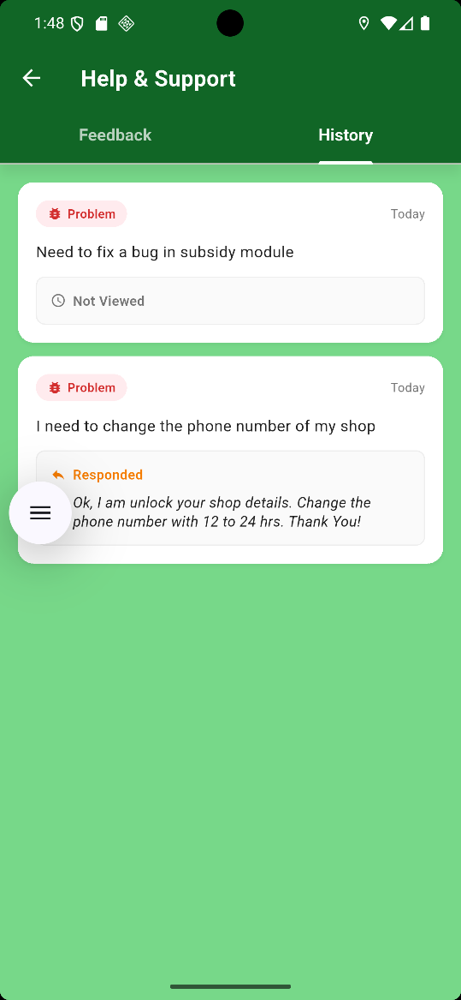 1:48
Help & Support
Feedback
History
Problem
Today
Need to fix a bug in subsidy module
Not Viewed
Problem
Today
I need to change the phone number of my shop
Responded
Ok, I am unlock your shop details. Change the
phone number with 12 to 24 hrs. Thank You!